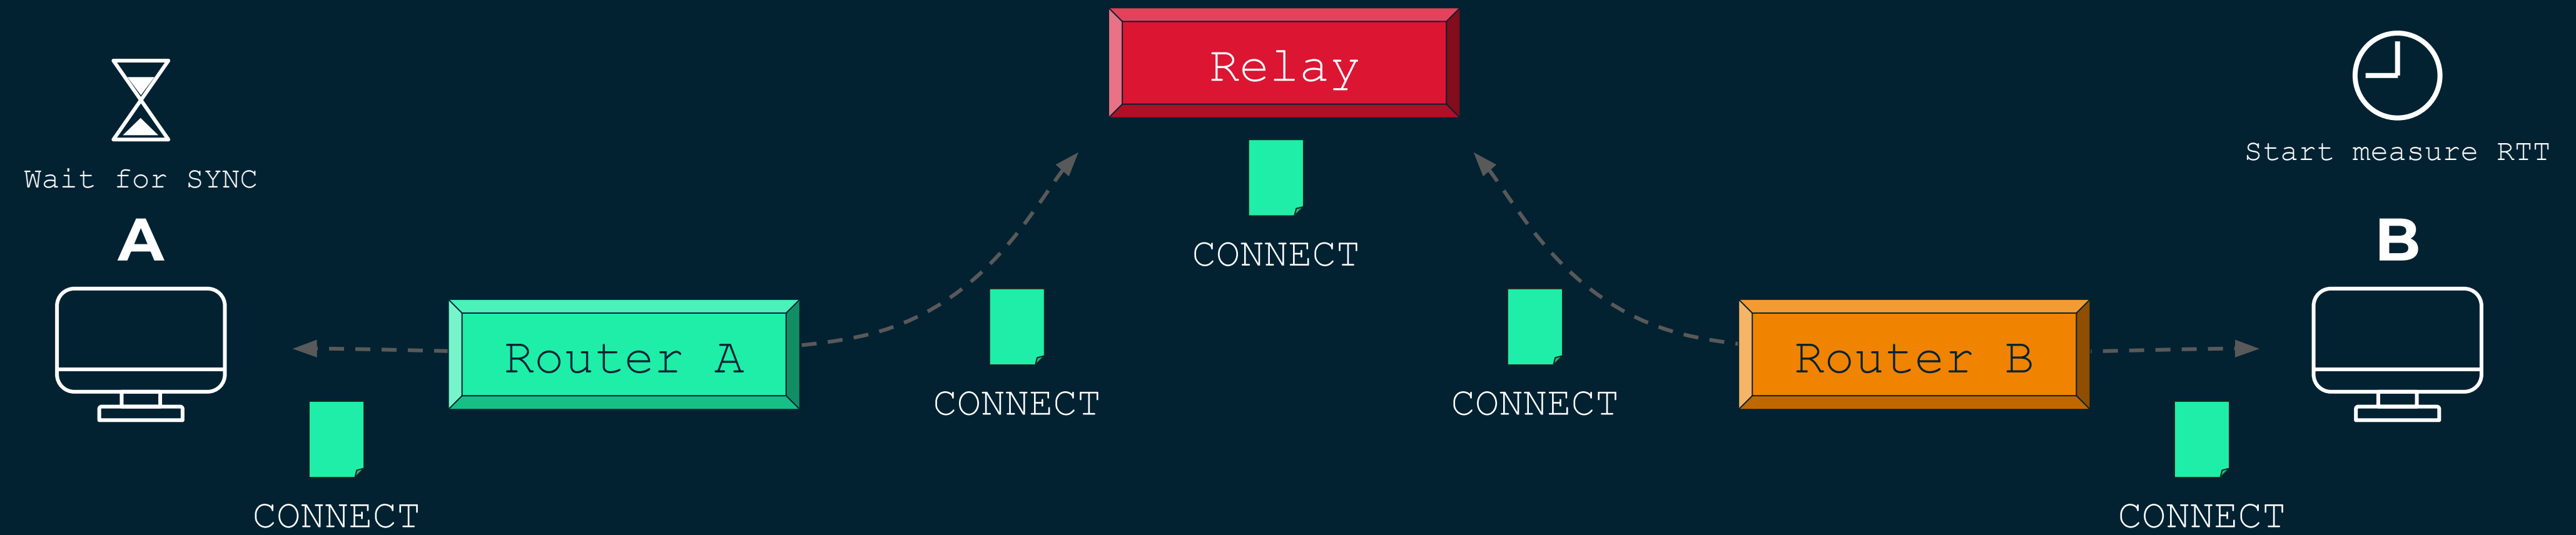 Relay
Wait for SYNC
Start measure RTT
A
B
CONNECT
Router A
Router B
CONNECT
CONNECT
CONNECT
CONNECT